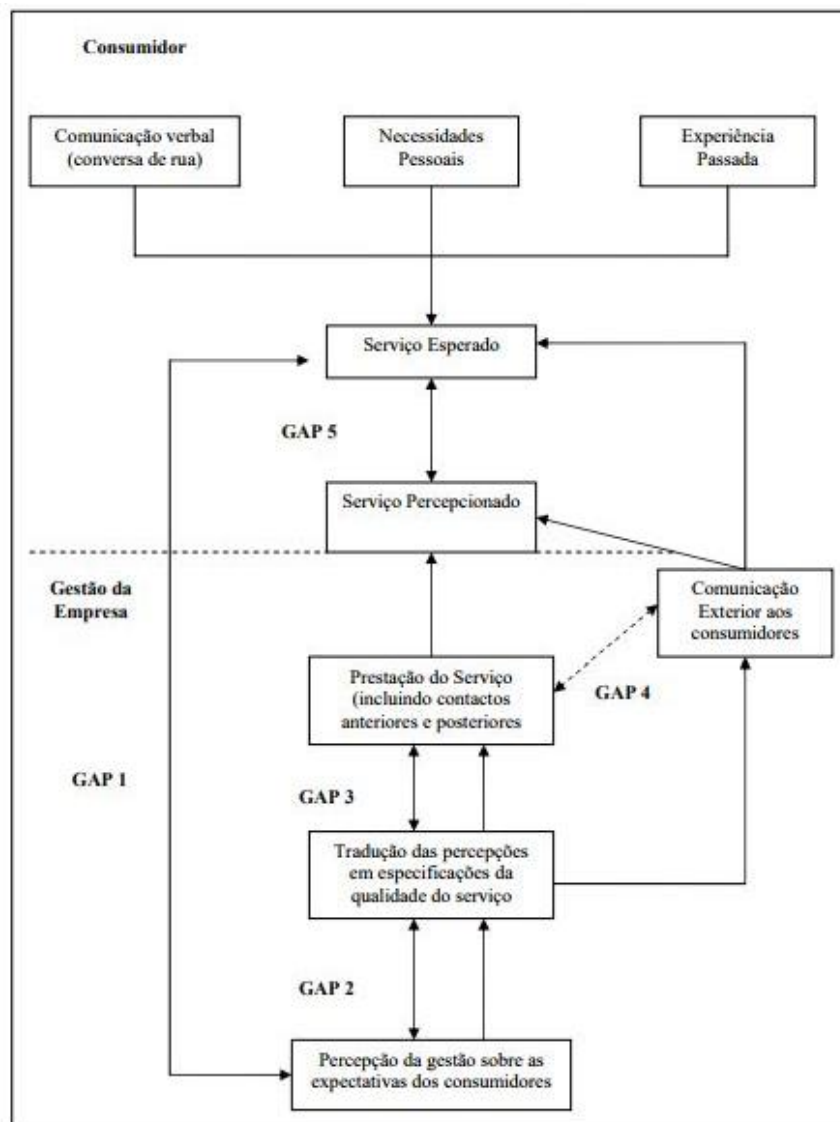 Consumidor
Comunicação verbal
(conversa de rua)
Necessidades
Pessoais
Experiência
Passada
Serviço Esperado
GAP 5
Serviço Percepcionado
Gestão da
Empresa
Comunicação
Exterior aos
consumidores
Prestação do Serviço
(incluindo contactos
anteriores e posteriores
GAP 4
GAP 1
GAP 3
Tradução das percepções
em especificações da
qualidade do serviço
GAP 2
Percepção da gestão sobre as
expectativas dos consumidores